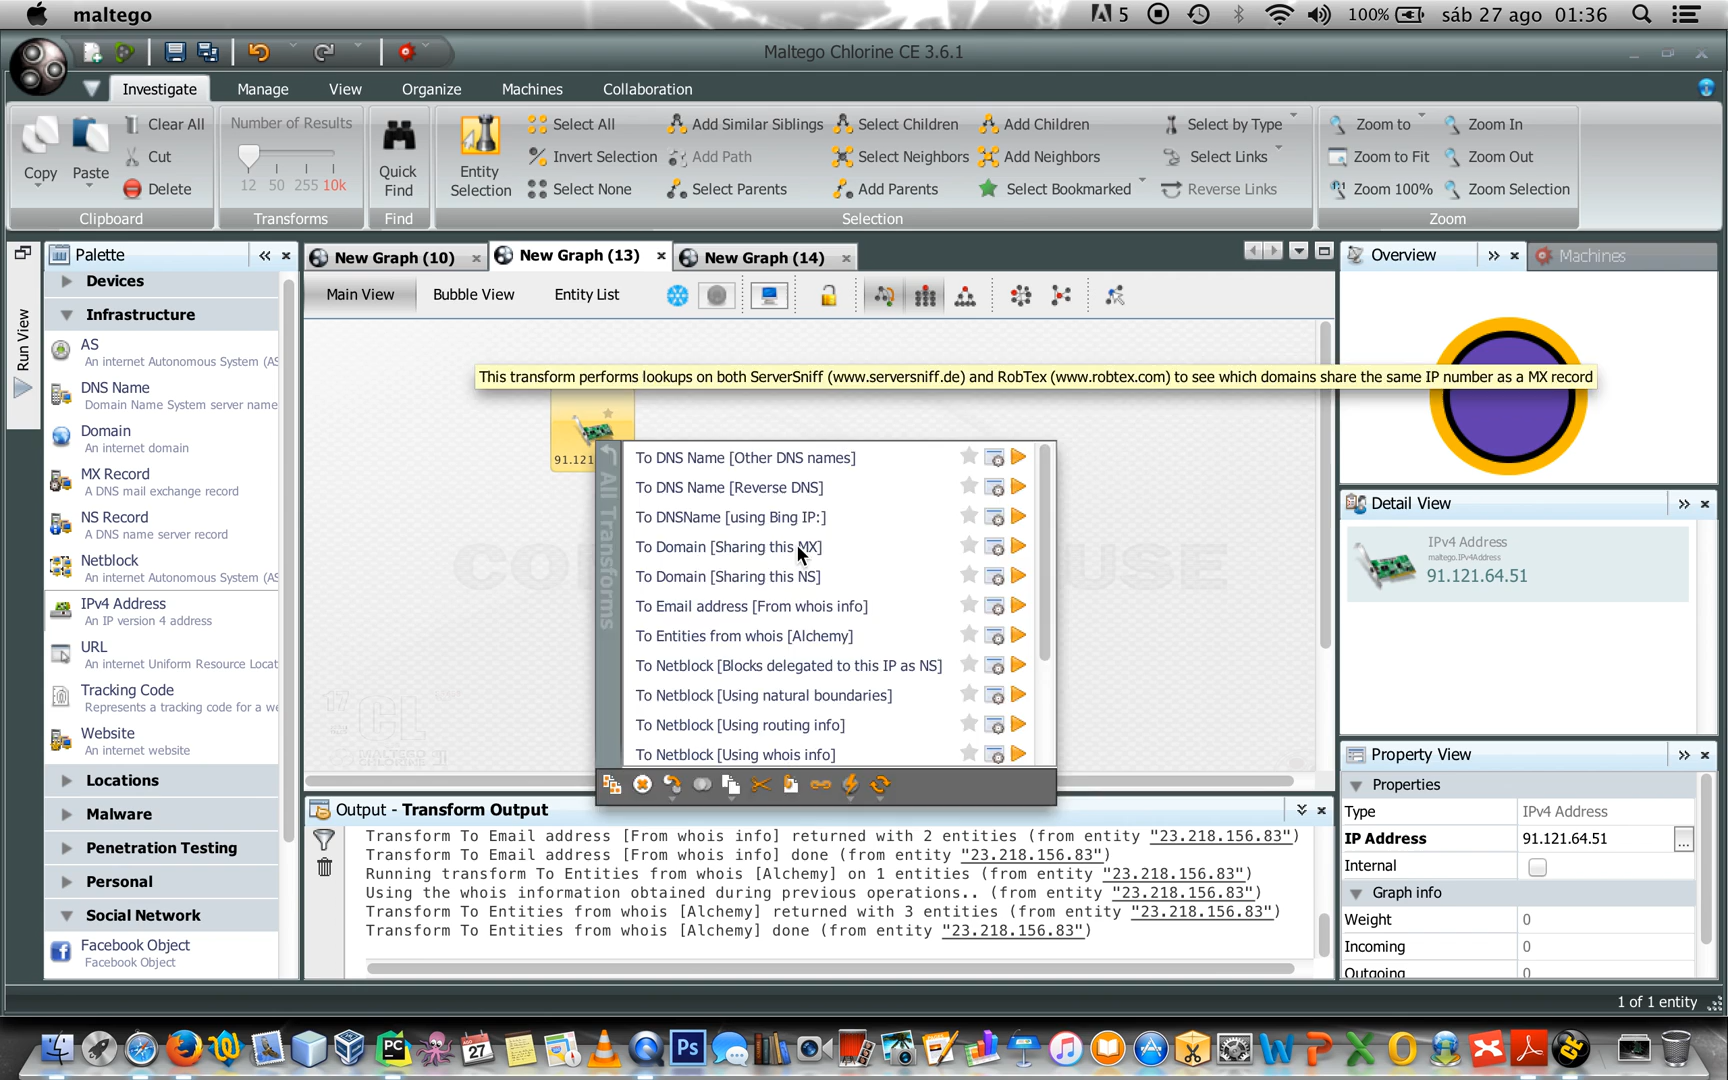 maltego
5
100%
sáb 27 ago 01:36
Maltego Chlorine CE 3.6.1
Investigate
Manage
View
Organize
Machines
Collaboration
Copy
Paste
Clear All
Cut
Delete
Clipboard
Number of Results
12 50 255 10k
Transforms
Quick Find
Find
Entity Selection
Select All
Invert Selection
Select None
Add Similar Siblings
Add Path
Select Parents
Select Children
Select Neighbors
Add Parents
Add Children
Add Neighbors
Select Bookmarked
Select by Type
Select Links
Reverse Links
Selection
Zoom to
Zoom to Fit
Zoom 100%
Zoom In
Zoom Out
Zoom Selection
Zoom
Run View
Palette
Devices
Infrastructure
AS
An internet Autonomous System (AS
DNS Name
Domain Name System server name
Domain
An internet domain
MX Record
A DNS mail exchange record
NS Record
A DNS name server record
Netblock
An internet Autonomous System (AS
IPv4 Address
An IP version 4 address
URL
An internet Uniform Resource Locat
Tracking Code
Represents a tracking code for a we
Website
An internet website
Locations
Malware
Penetration Testing
Personal
Social Network
Facebook Object
Facebook Object
New Graph (10)
New Graph (13)
New Graph (14)
Main View
Bubble View
Entity List
This transform performs lookups on both ServerSniff (www.serversniff.de) and RobTex (www.robtex.com) to see which domains share the same IP number as a MX record
91.121
All Transforms
To DNS Name [Other DNS names]
To DNS Name [Reverse DNS]
To DNSName [using Bing IP:]
To Domain [Sharing this MX]
To Domain [Sharing this NS]
To Email address [From whois info]
To Entities from whois [Alchemy]
To Netblock [Blocks delegated to this IP as NS]
To Netblock [Using natural boundaries]
To Netblock [Using routing info]
To Netblock [Using whois info]
Output - Transform Output
Transform To Email address [From whois info] returned with 2 entities (from entity "23.218.156.83")
Transform To Email address [From whois info] done (from entity "23.218.156.83")
Running transform To Entities from whois [Alchemy] on 1 entities (from entity "23.218.156.83")
Using the whois information obtained during previous operations.. (from entity "23.218.156.83")
Transform To Entities from whois [Alchemy] returned with 3 entities (from entity "23.218.156.83")
Transform To Entities from whois [Alchemy] done (from entity "23.218.156.83")
Overview
Machines
Detail View
IPv4 Address
maltego.IPv4Address
91.121.64.51
Property View
Properties
Type IPv4 Address
IP Address 91.121.64.51
Internal
Graph info
Weight 0
Incoming 0
Outgoing 0
1 of 1 entity